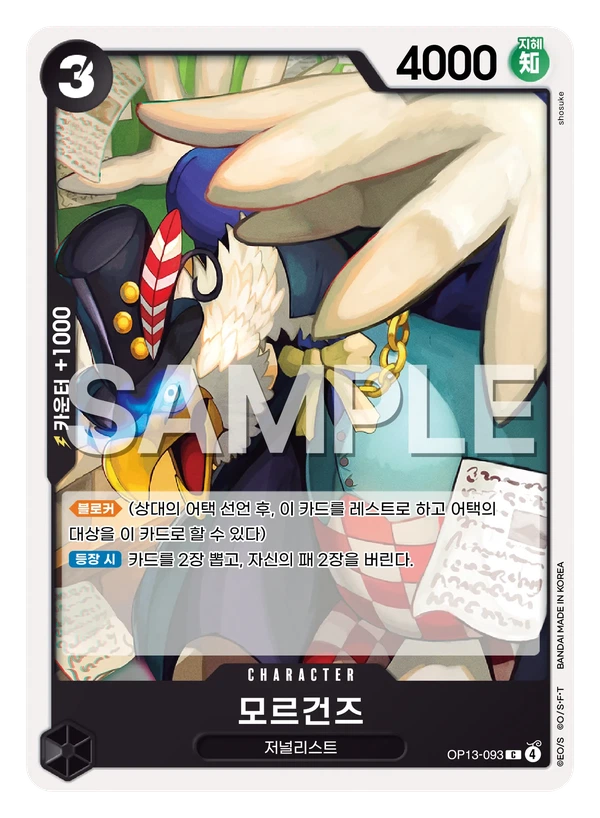 3
4000
지혜
知
shosuke
카운터 +1000
SAMPLE
블로커 (상대의 어택 선언 후, 이 카드를 레스트로 하고 어택의
대상을 이 카드로 할 수 있다)
등장 시 카드를 2장 뽑고, 자신의 패 2장을 버린다.
CHARACTER
모르건즈
저널리스트
OP13-093 C 4
©EO/S ©O/S·F·T BANDAI MADE IN KOREA